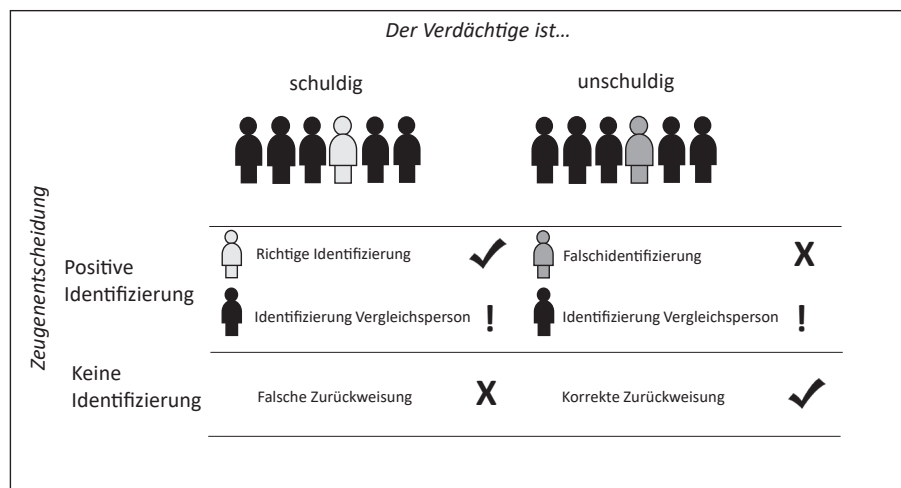 Der Verdächtige ist...
schuldig
unschuldig
Zeugenentscheidung
Positive
Identifizierung
Richtige Identifizierung
Falschidentifizierung
X
Identifizierung Vergleichsperson !
Identifizierung Vergleichsperson !
Keine
Identifizierung
Falsche Zurückweisung X
Korrekte Zurückweisung